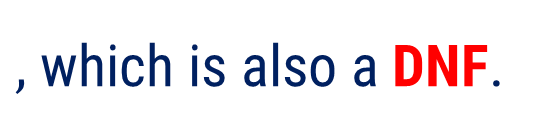 , which is also a DNF.